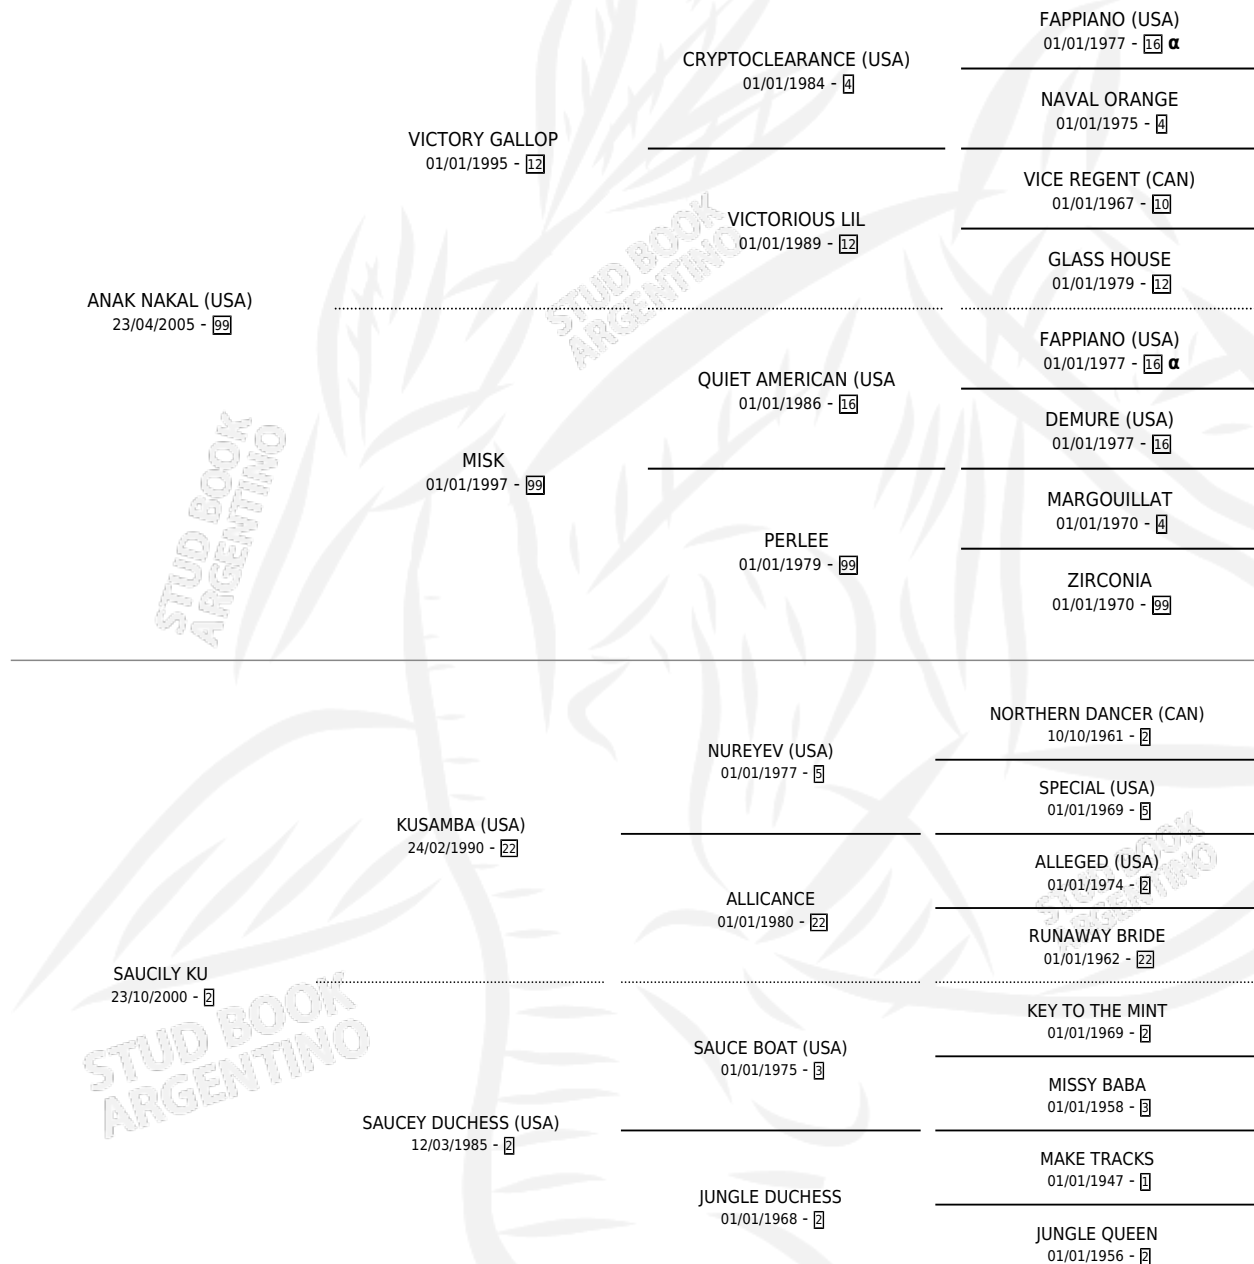 FAPPIANO (USA)
01/01/1977 - 16 α
CRYPTOCLEARANCE (USA)
01/01/1984 - 4
NAVAL ORANGE
01/01/1975 - 4
VICTORY GALLOP
01/01/1995 - 12
VICE REGENT (CAN)
01/01/1967 - 10
VICTORIOUS LIL
01/01/1989 - 12
GLASS HOUSE
01/01/1979 - 12
STUD BOOK
ARGENTINO
ANAK NAKAL (USA)
23/04/2005 - 99
FAPPIANO (USA)
01/01/1977 - 16 α
QUIET AMERICAN (USA
01/01/1986 - 16
DEMURE (USA)
01/01/1977 - 16
MISK
01/01/1997 - 99
MARGOUILLAT
01/01/1970 - 4
PERLEE
01/01/1979 - 99
ZIRCONIA
01/01/1970 - 99
STUD BOOK
ARGENTINO
NORTHERN DANCER (CAN)
10/10/1961 - 2
NUREYEV (USA)
01/01/1977 - 5
SPECIAL (USA)
01/01/1969 - 5
KUSAMBA (USA)
24/02/1990 - 22
ALLEGED (USA)
01/01/1974 - 2
ALLICANCE
01/01/1980 - 22
RUNAWAY BRIDE
01/01/1962 - 22
STUD BOOK
ARGENTINO
SAUCILY KU
23/10/2000 - 2
KEY TO THE MINT
01/01/1969 - 2
SAUCE BOAT (USA)
01/01/1975 - 3
MISSY BABA
01/01/1958 - 3
SAUCEY DUCHESS (USA)
12/03/1985 - 2
MAKE TRACKS
01/01/1947 - 1
JUNGLE DUCHESS
01/01/1968 - 2
JUNGLE QUEEN
01/01/1956 - 2
STUD BOOK
ARGENTINO